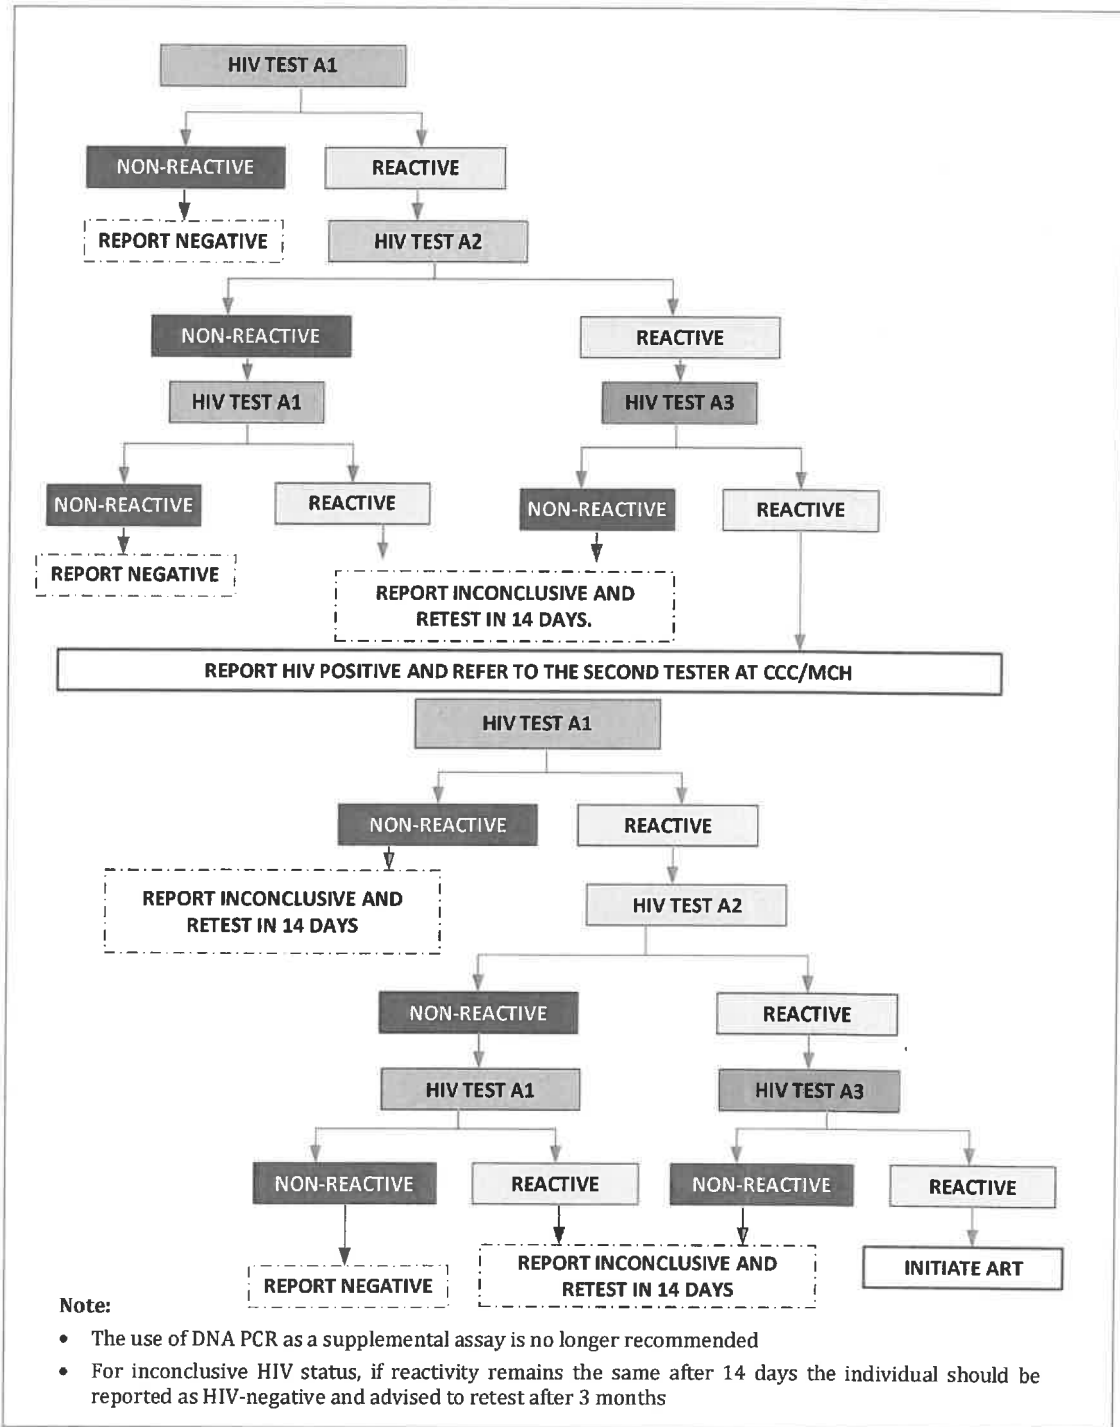 HIV TEST A1
NON-REACTIVE
REACTIVE
REPORT NEGATIVE
HIV TEST A2
NON-REACTIVE
REACTIVE
HIV TEST A1
HIV TEST A3
NON-REACTIVE
REACTIVE
NON-REACTIVE
REACTIVE
REPORT NEGATIVE
REPORT INCONCLUSIVE AND
RETEST IN 14 DAYS.
REPORT HIV POSITIVE AND REFER TO THE SECOND TESTER AT CCC/MCH
HIV TEST A1
NON-REACTIVE
REACTIVE
REPORT INCONCLUSIVE AND
RETEST IN 14 DAYS
HIV TEST A2
NON-REACTIVE
REACTIVE
HIV TEST A1
HIV TEST A3
NON-REACTIVE
REACTIVE
NON-REACTIVE
REACTIVE
REPORT NEGATIVE
REPORT INCONCLUSIVE AND
RETEST IN 14 DAYS
INITIATE ART
Note:
• The use of DNA PCR as a supplemental assay is no longer recommended
• For inconclusive HIV status, if reactivity remains the same after 14 days the individual should be
reported as HIV-negative and advised to retest after 3 months